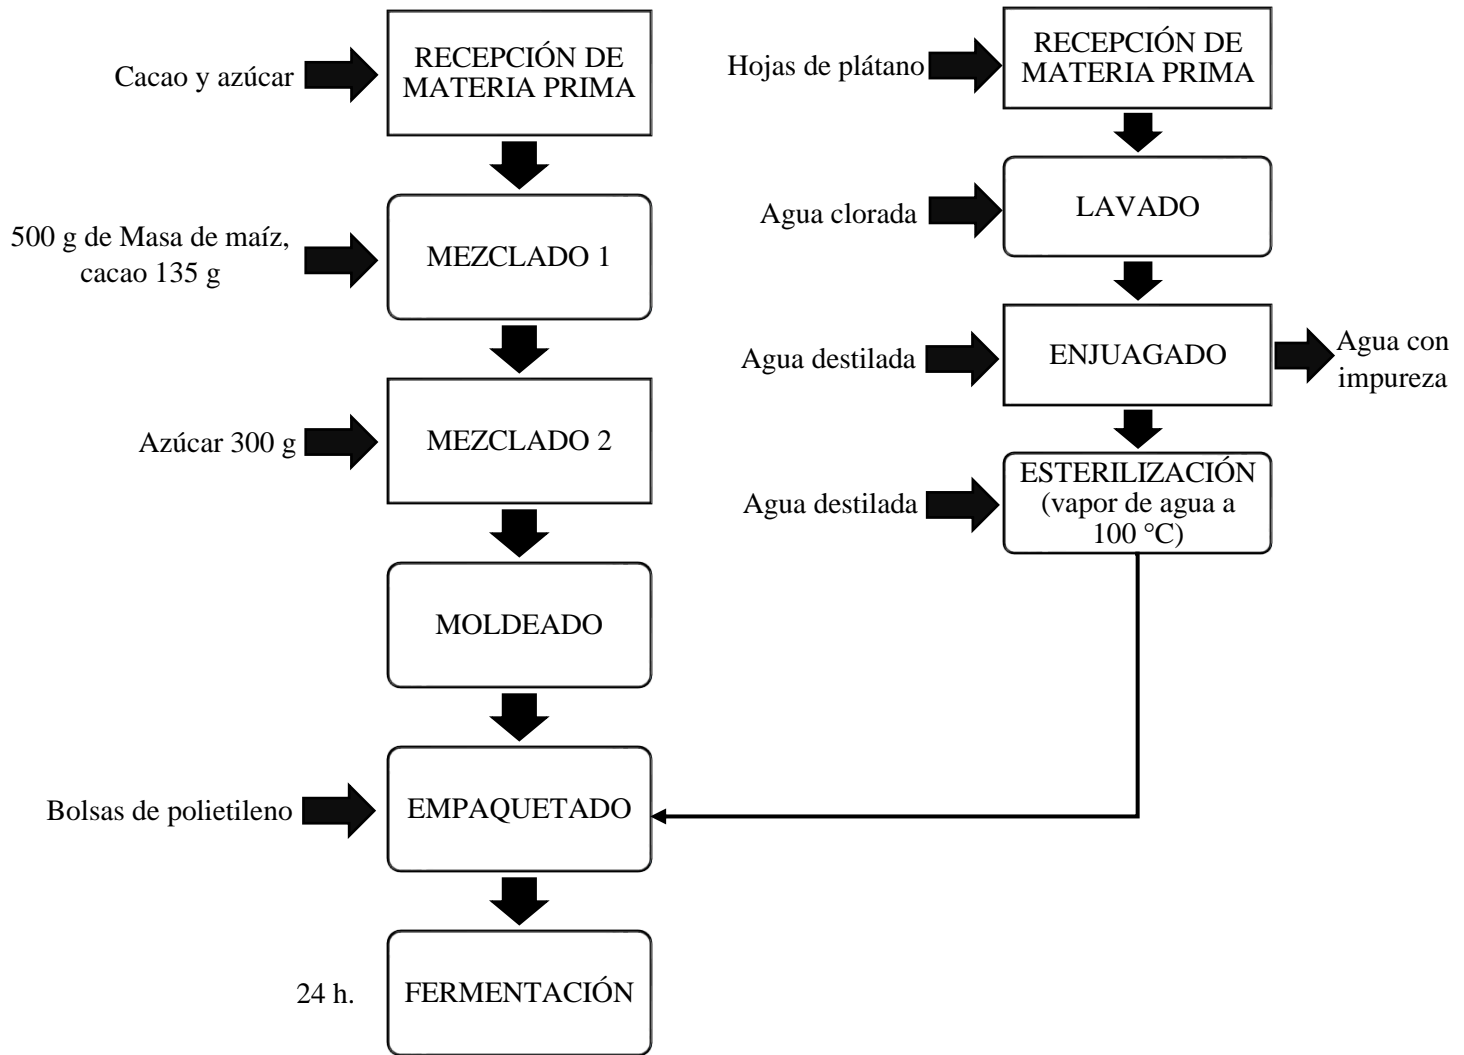 Cacao y azúcar
RECEPCIÓN DE
MATERIA PRIMA
500 g de Masa de maíz,
cacao 135 g
MEZCLADO 1
Azúcar 300 g
MEZCLADO 2
MOLDEADO
Bolsas de polietileno
EMPAQUETADO
24 h.
FERMENTACIÓN
Hojas de plátano
RECEPCIÓN DE
MATERIA PRIMA
Agua clorada
LAVADO
Agua destilada
ENJUAGADO
Agua con
impureza
Agua destilada
ESTERILIZACIÓN
(vapor de agua a
100 °C)